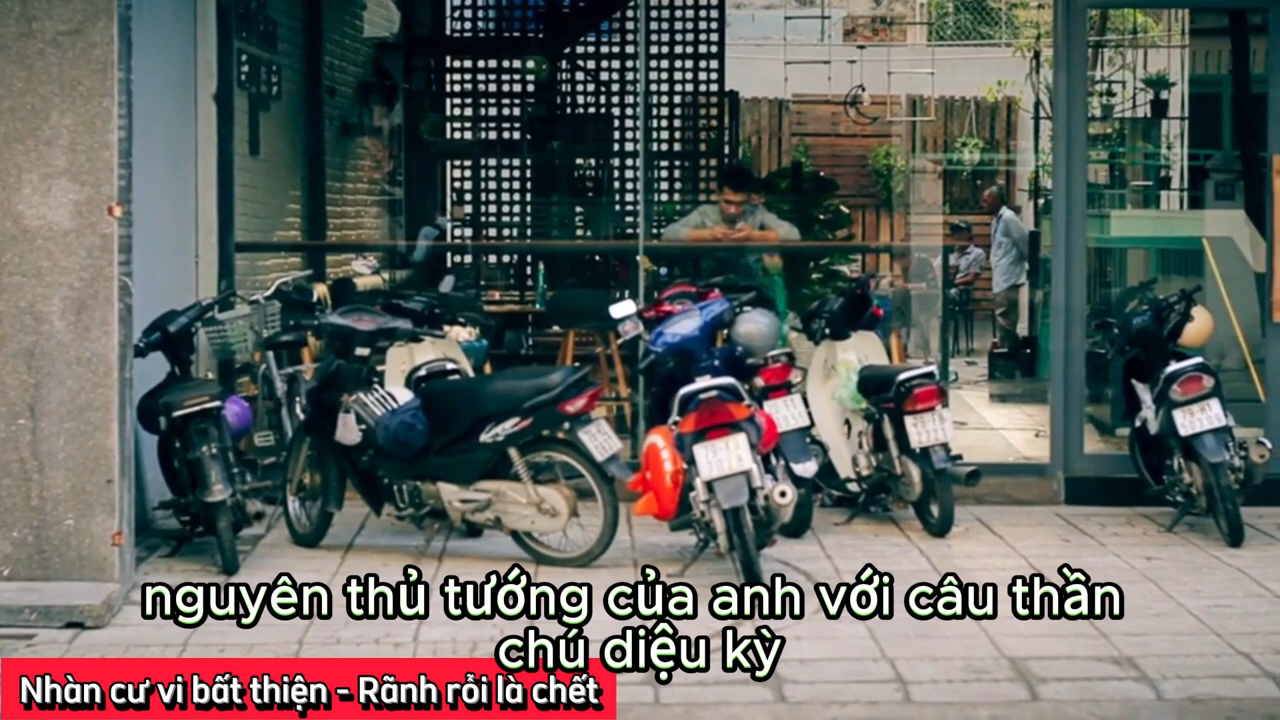 nguyên thủ tướng của anh với câu thần
chú diệu kỳ
Nhàn cư vi bất thiện - Rãnh rỗi là chết